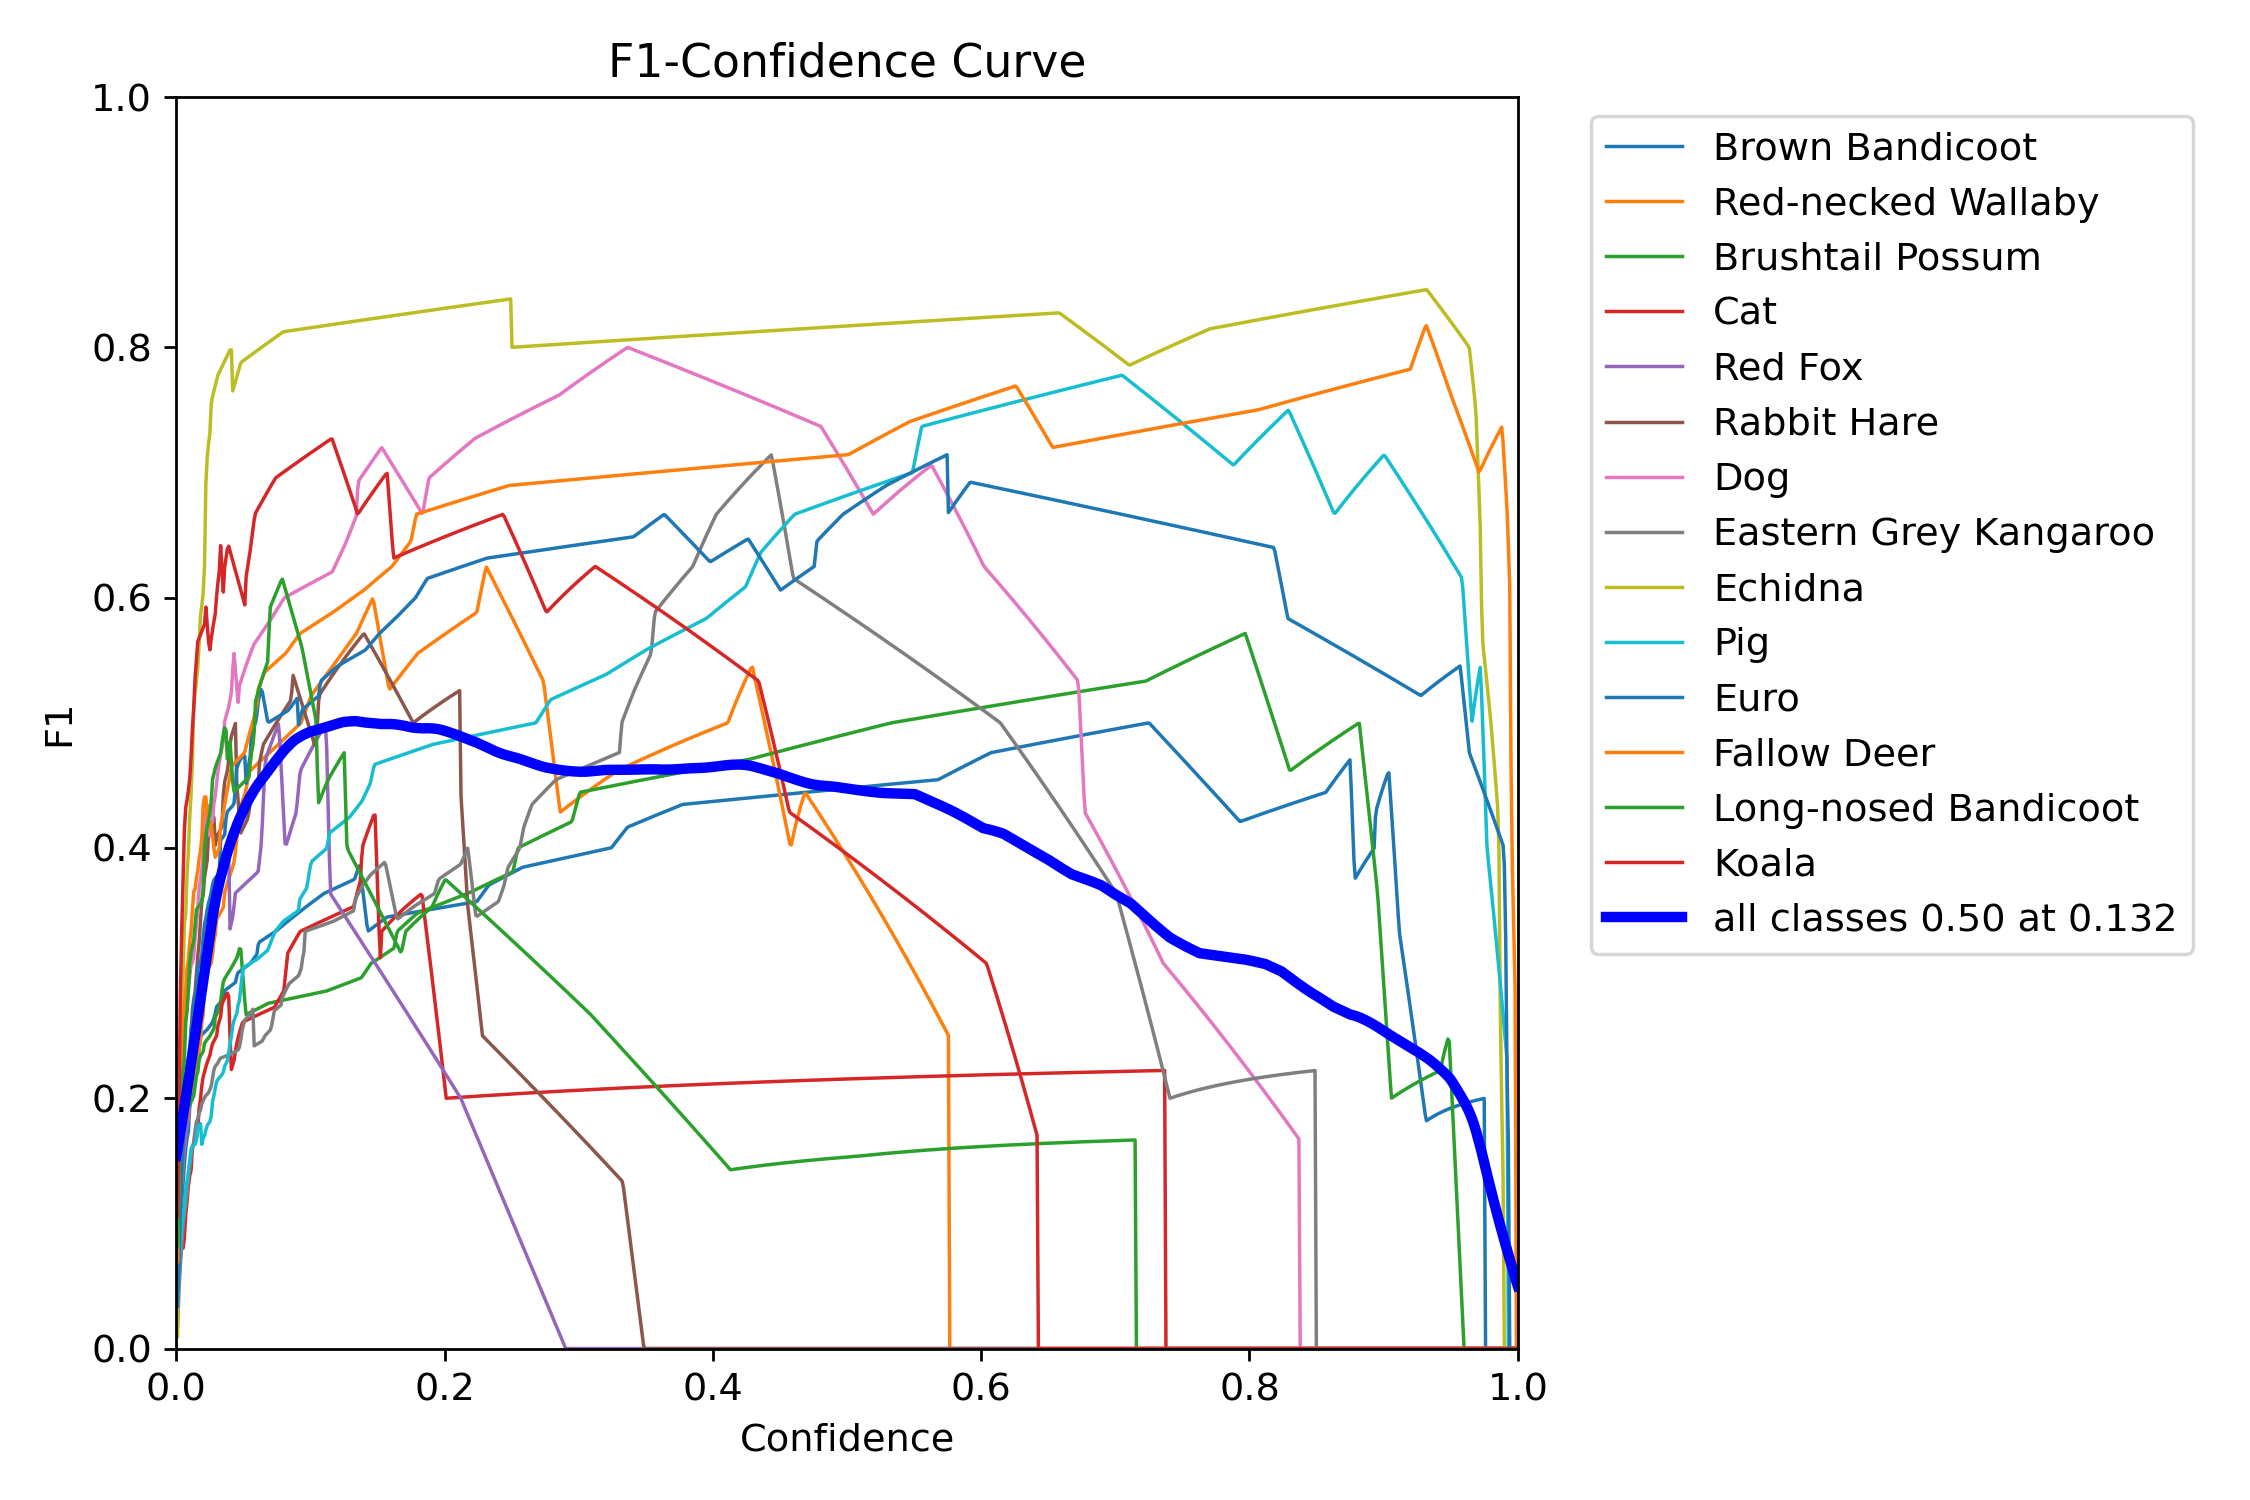 F1-Confidence Curve
1.0
0.8
0.6
0.4
0.2
0.0
F1
0.0 0.2 0.4 0.6 0.8 1.0
Confidence
Brown Bandicoot
Red-necked Wallaby
Brushtail Possum
Cat
Red Fox
Rabbit Hare
Dog
Eastern Grey Kangaroo
Echidna
Pig
Euro
Fallow Deer
Long-nosed Bandicoot
Koala
all classes 0.50 at 0.132